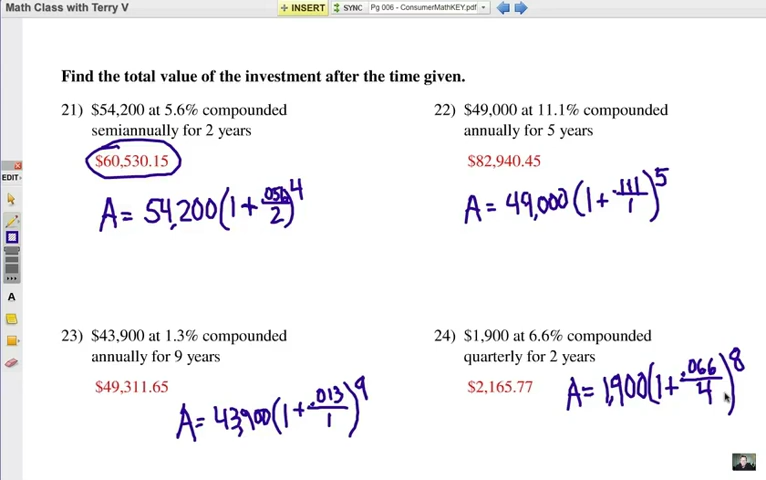 Math Class with Terry V
INSERT
SYNC
Pg 006 - ConsumerMathKEY.pdf
Find the total value of the investment after the time given.
21) $54,200 at 5.6% compounded
semiannually for 2 years
$60,530.15
A = 54,200(1 + .056/2)^4
22) $49,000 at 11.1% compounded
annually for 5 years
$82,940.45
A = 49,000(1 + .111/1)^5
EDIT
A
23) $43,900 at 1.3% compounded
annually for 9 years
$49,311.65
A = 43,900(1 + .013/1)^9
24) $1,900 at 6.6% compounded
quarterly for 2 years
$2,165.77
A = 1,900(1 + .066/4)^8